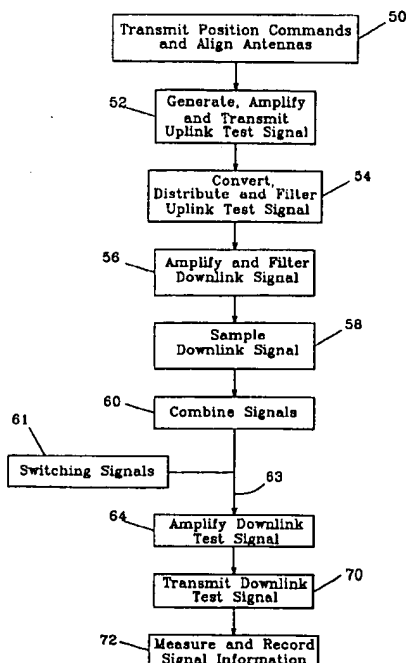 50
Transmit Position Commands
and Align Antennas
52
Generate, Amplify
and Transmit
Uplink Test Signal
54
Convert,
Distribute and Filter
Uplink Test Signal
56
Amplify and Filter
Downlink Signal
58
Sample
Downlink Signal
60
Combine Signals
61
Switching Signals
63
64
Amplify Downlink
Test Signal
70
Transmit Downlink
Test Signal
72
Measure and Record
Signal Information